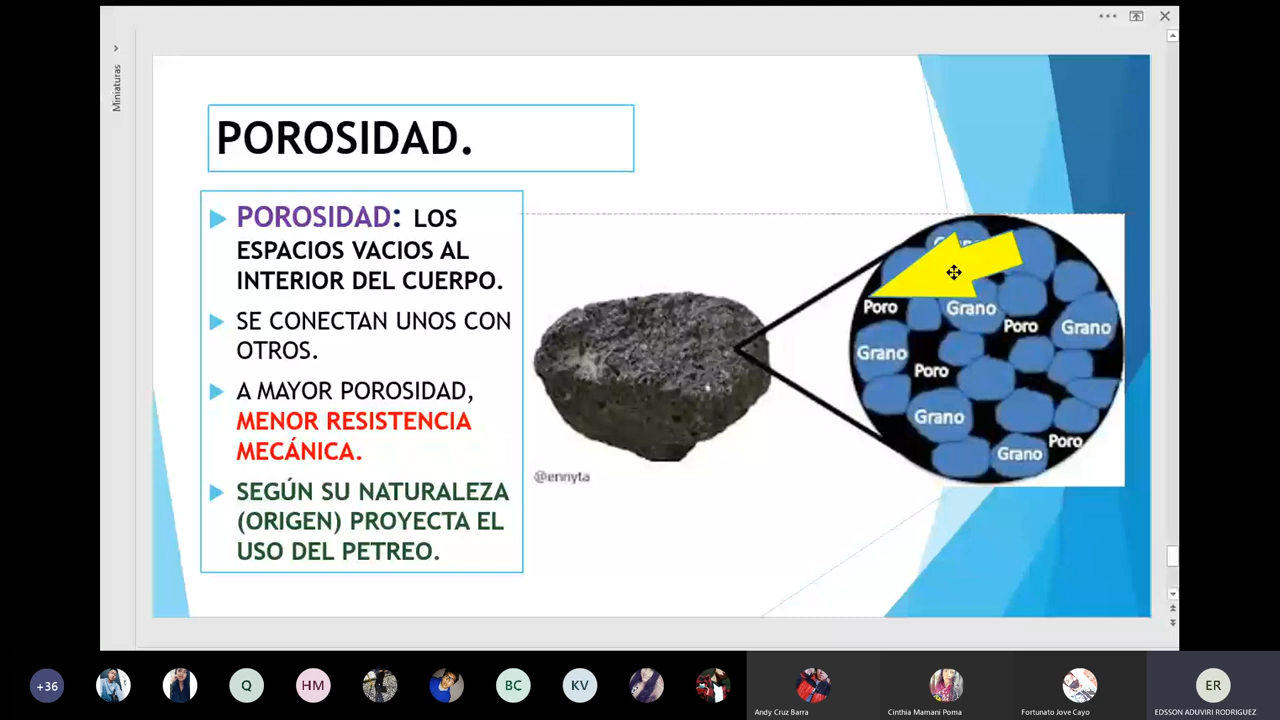 Miniaturas
POROSIDAD.
POROSIDAD: LOS
ESPACIOS VACIOS AL
INTERIOR DEL CUERPO.
SE CONECTAN UNOS CON
OTROS.
A MAYOR POROSIDAD,
MENOR RESISTENCIA
MECÁNICA.
SEGÚN SU NATURALEZA
(ORIGEN) PROYECTA EL
USO DEL PETREO.
@ennyta
Poro
Grano
Poro
Grano
Grano
Poro
Grano
Poro
Grano
+36
Q
HM
BC
KV
ER
Andy Cruz Barra
Cinthia Mamani Poma
Fortunato Jove Cayo
EDSSON ADUVIRI RODRIGUEZ